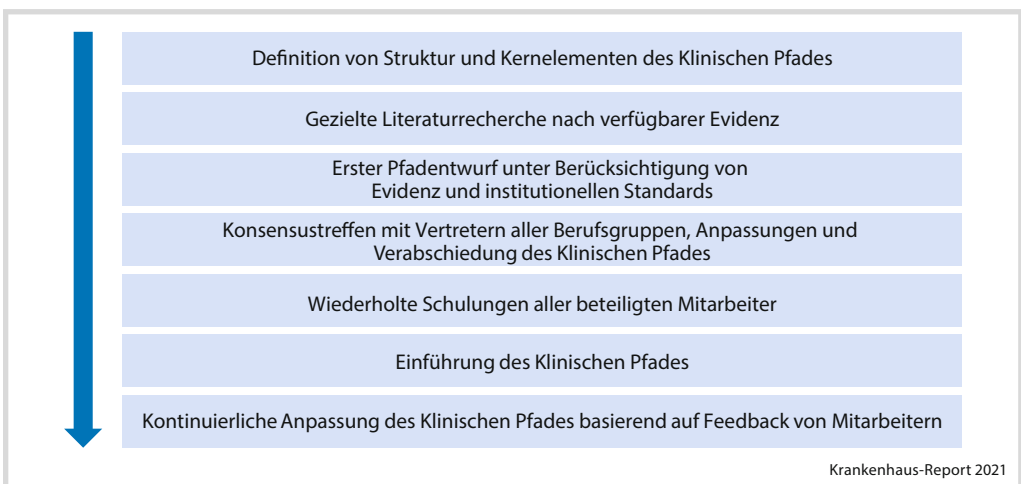 Definition von Struktur und Kernelementen des Klinischen Pfades
Gezielte Literaturrecherche nach verfügbarer Evidenz
Erster Pfadentwurf unter Berücksichtigung von
Evidenz und institutionellen Standards
Konsensustreffen mit Vertretern aller Berufsgruppen, Anpassungen und
Verabschiedung des Klinischen Pfades
Wiederholte Schulungen aller beteiligten Mitarbeiter
Einführung des Klinischen Pfades
Kontinuierliche Anpassung des Klinischen Pfades basierend auf Feedback von Mitarbeitern
Krankenhaus-Report 2021